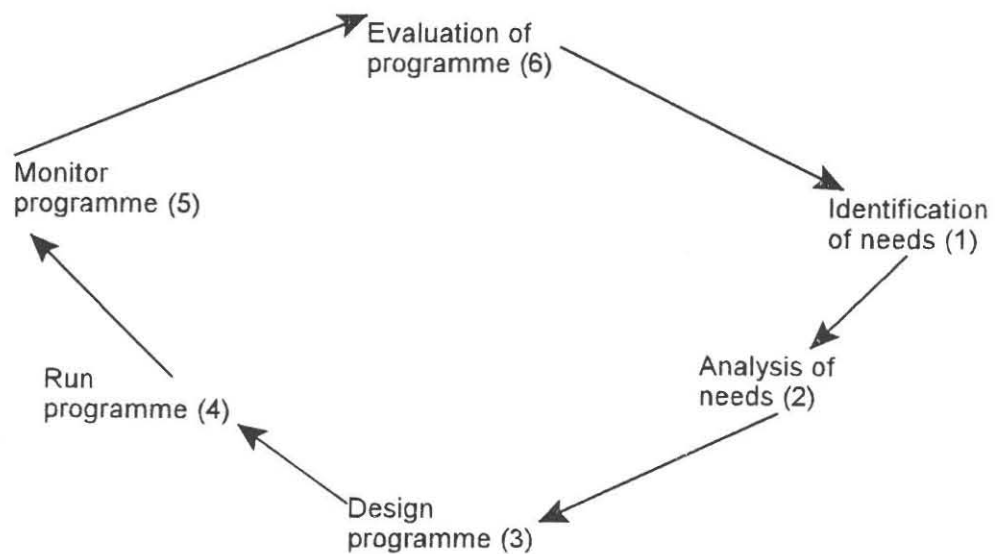 Evaluation of
programme (6)
Monitor
programme (5)
Identification
of needs (1)
Analysis of
needs (2)
Run
programme (4)
Design
programme (3)